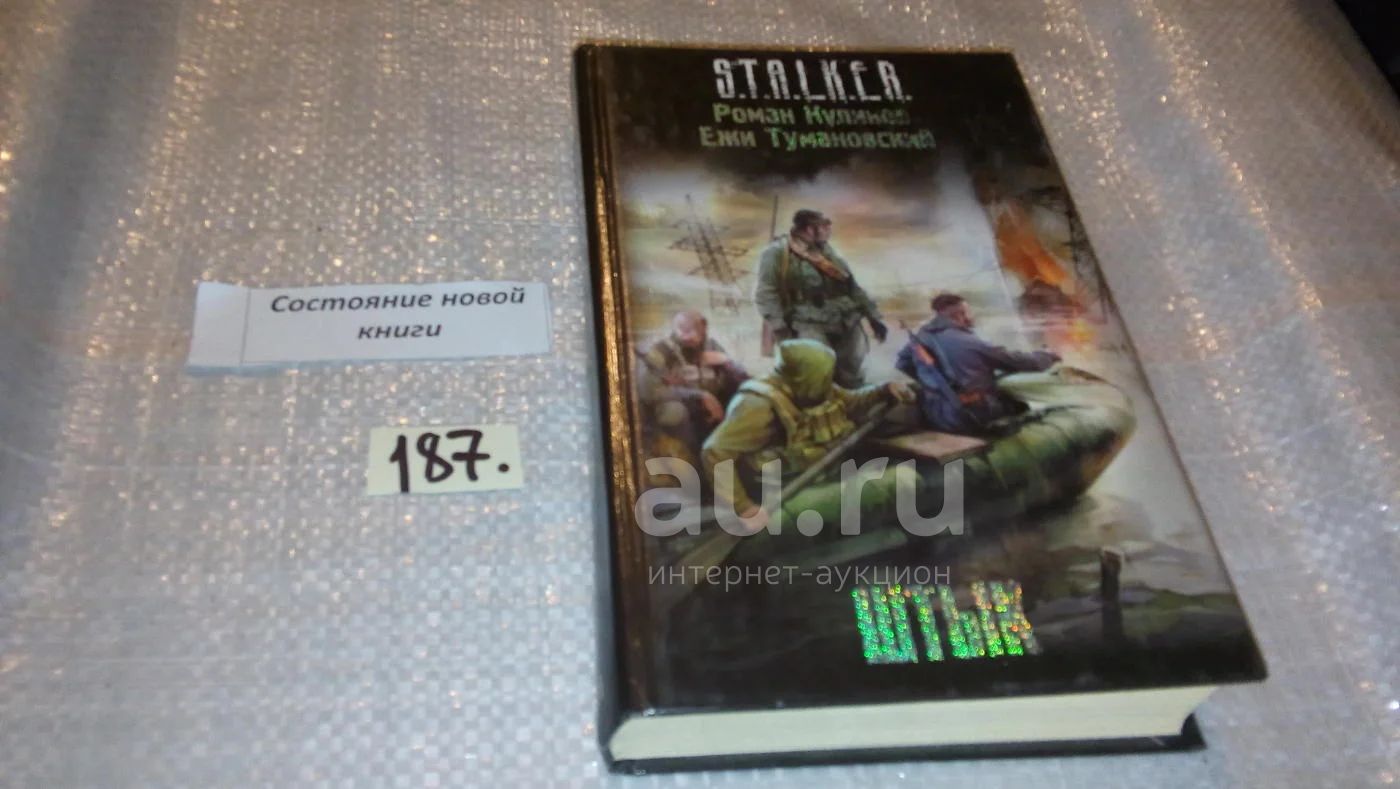 S.T.A.L.K.E.R.
Роман Куликов
Ежи Тумановский
Состояние новой
книги
187.
au.ru
интернет-аукцион
ШТЫК